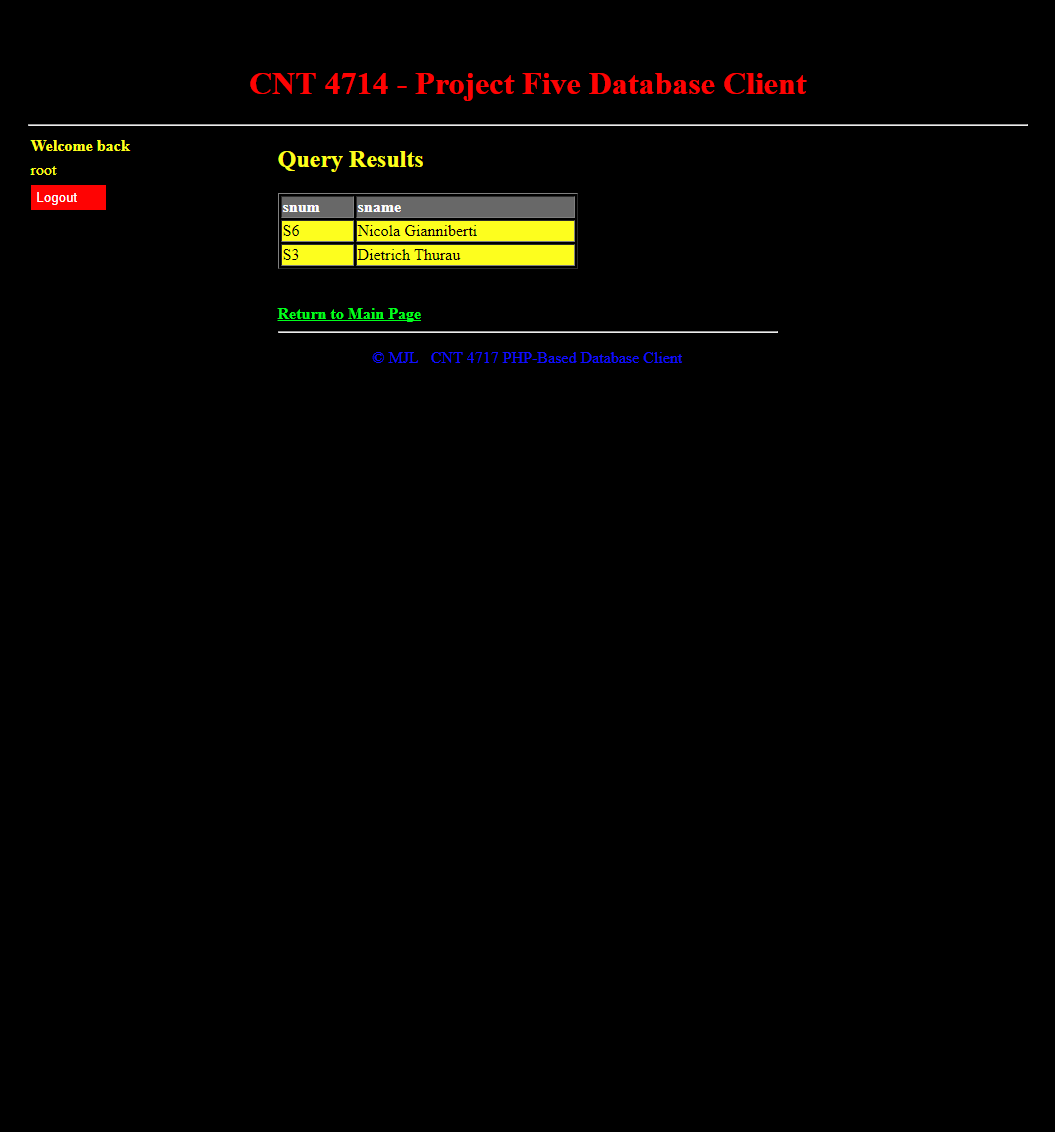 CNT 4714 - Project Five Database Client
Welcome back
root
Logout
Query Results
snum sname
S6 Nicola Gianniberti
S3 Dietrich Thurau
Return to Main Page
© MJL CNT 4717 PHP-Based Database Client